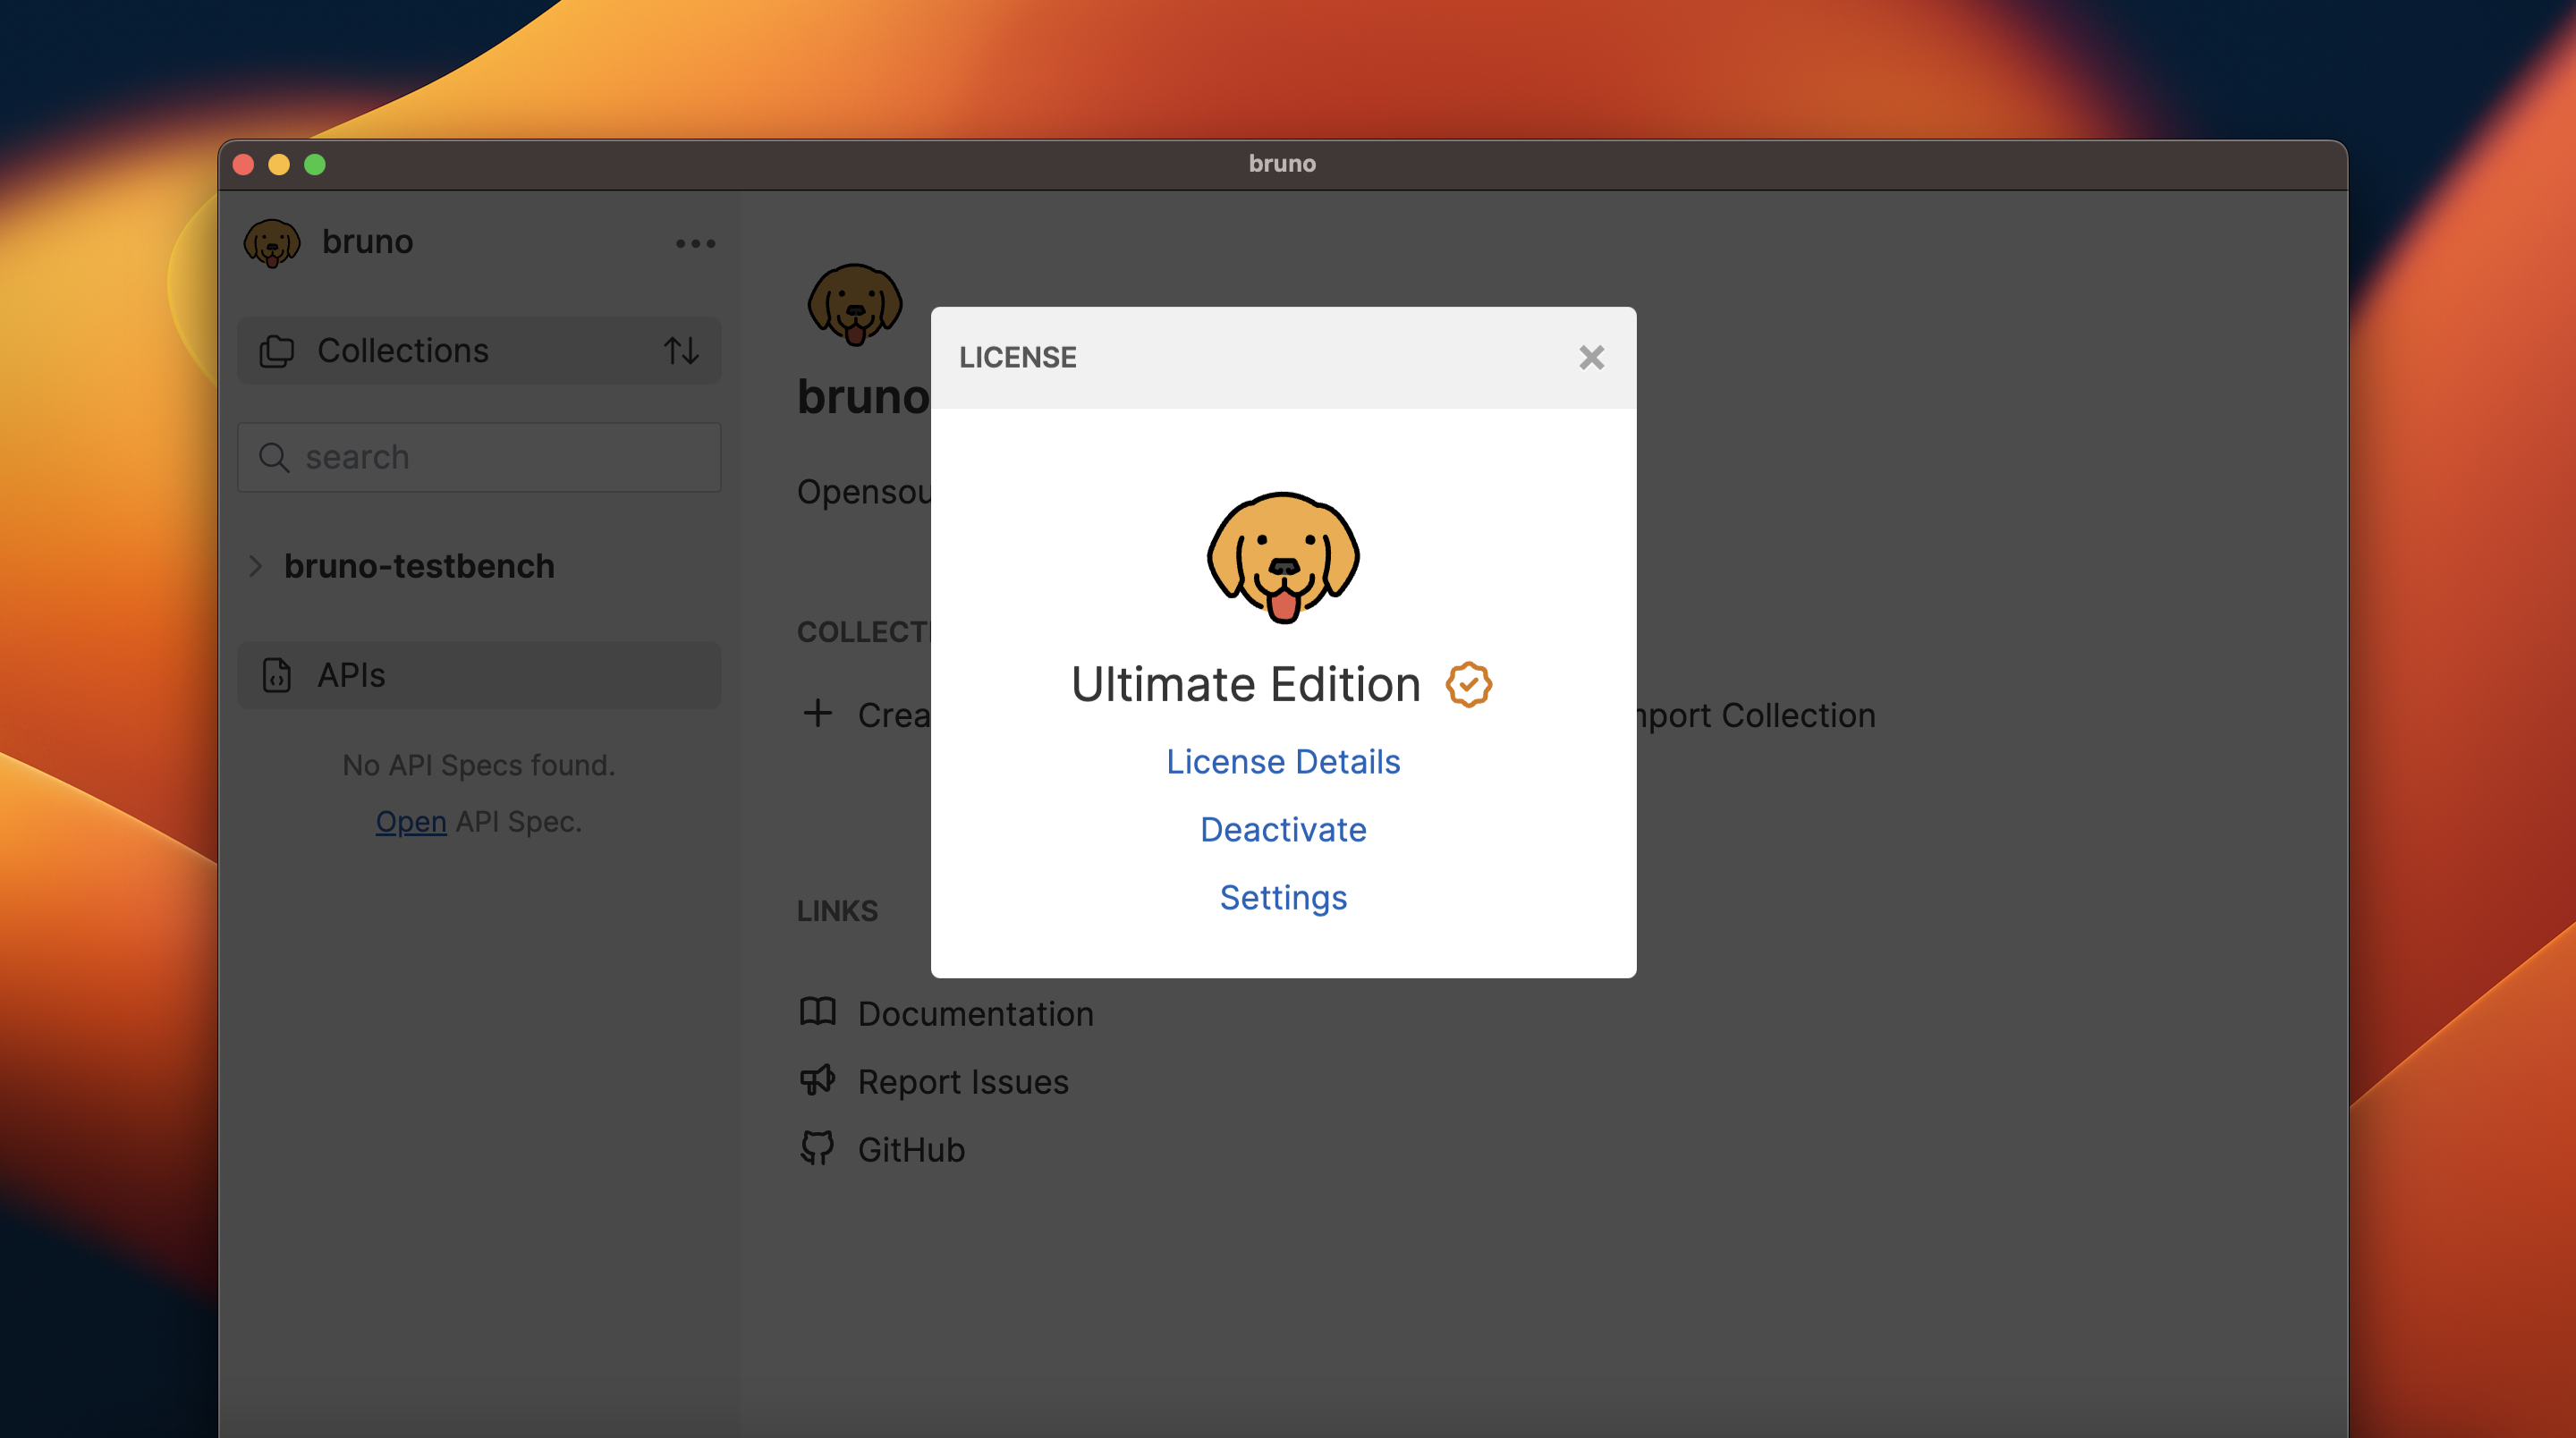 bruno
bruno
Collections
search
bruno-testbench
APIs
No API Specs found.
Open API Spec.
bruno
Opensou
COLLECT
Crea
mport Collection
LINKS
Documentation
Report Issues
GitHub
LICENSE
Ultimate Edition
License Details
Deactivate
Settings